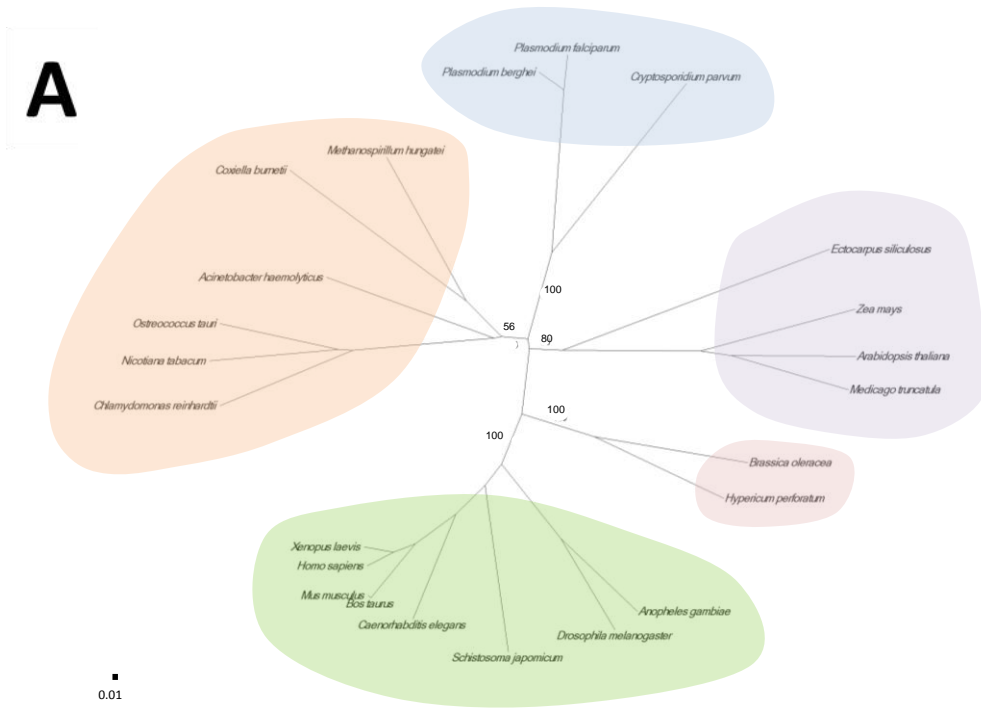 A
Plasmodium falciparum
Plasmodium berghei
Cryptosporidium parvum
Methanospirillum hungatei
Coxiella burnetii
Acinetobacter haemolyticus
Ostreococcus tauri
Nicotiana tabacum
Chlamydomonas reinhardtii
Ectocarpus siliculosus
Zea mays
Arabidopsis thaliana
Medicago truncatula
100
56
80
100
100
Brassica oleracea
Hypericum perforatum
Xenopus laevis
Homo sapiens
Mus musculus
Bos taurus
Caenorhabditis elegans
Schistosoma japomicum
Drosophila melanogaster
Anopheles gambiae
0.01